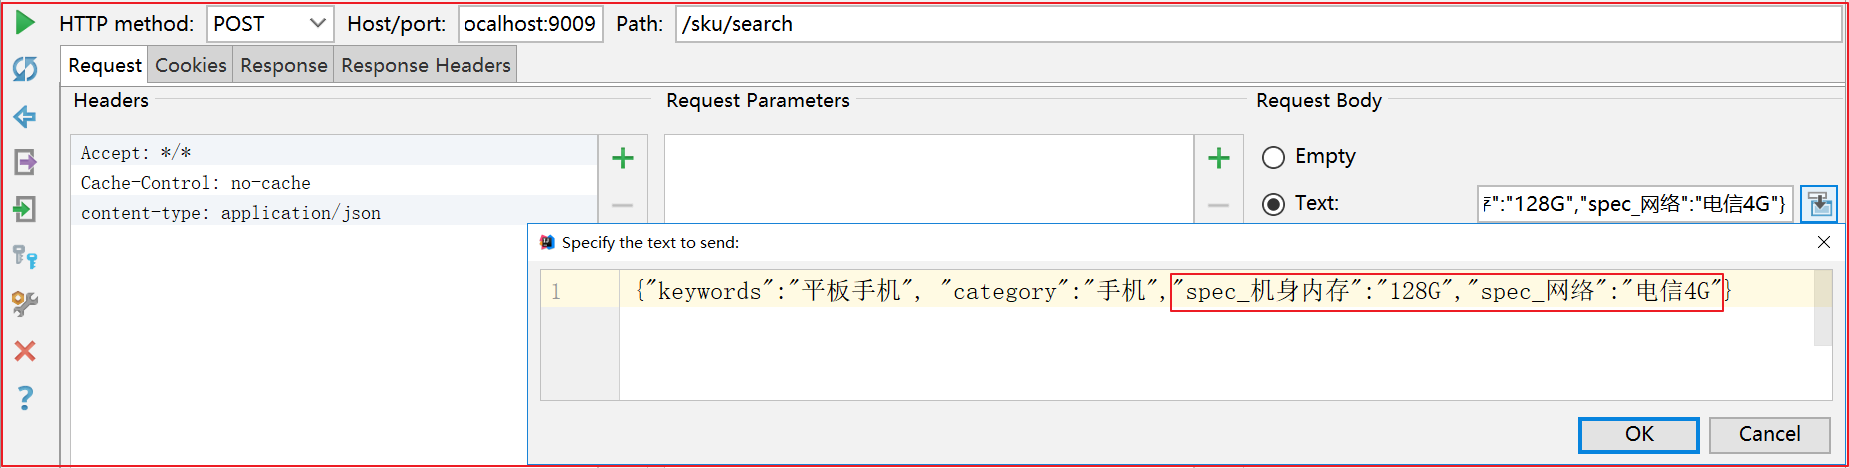 HTTP method: POST Host/port: ocalhost:9009 Path: /sku/search
Request Cookies Response Response Headers
Headers Request Parameters Request Body
Accept: */*
Cache-Control: no-cache
content-type: application/json
Empty
Text: ":"128G","spec_网络":"电信4G"}
Specify the text to send:
1 {"keywords":"平板手机", "category":"手机","spec_机身内存":"128G","spec_网络":"电信4G"}
OK Cancel